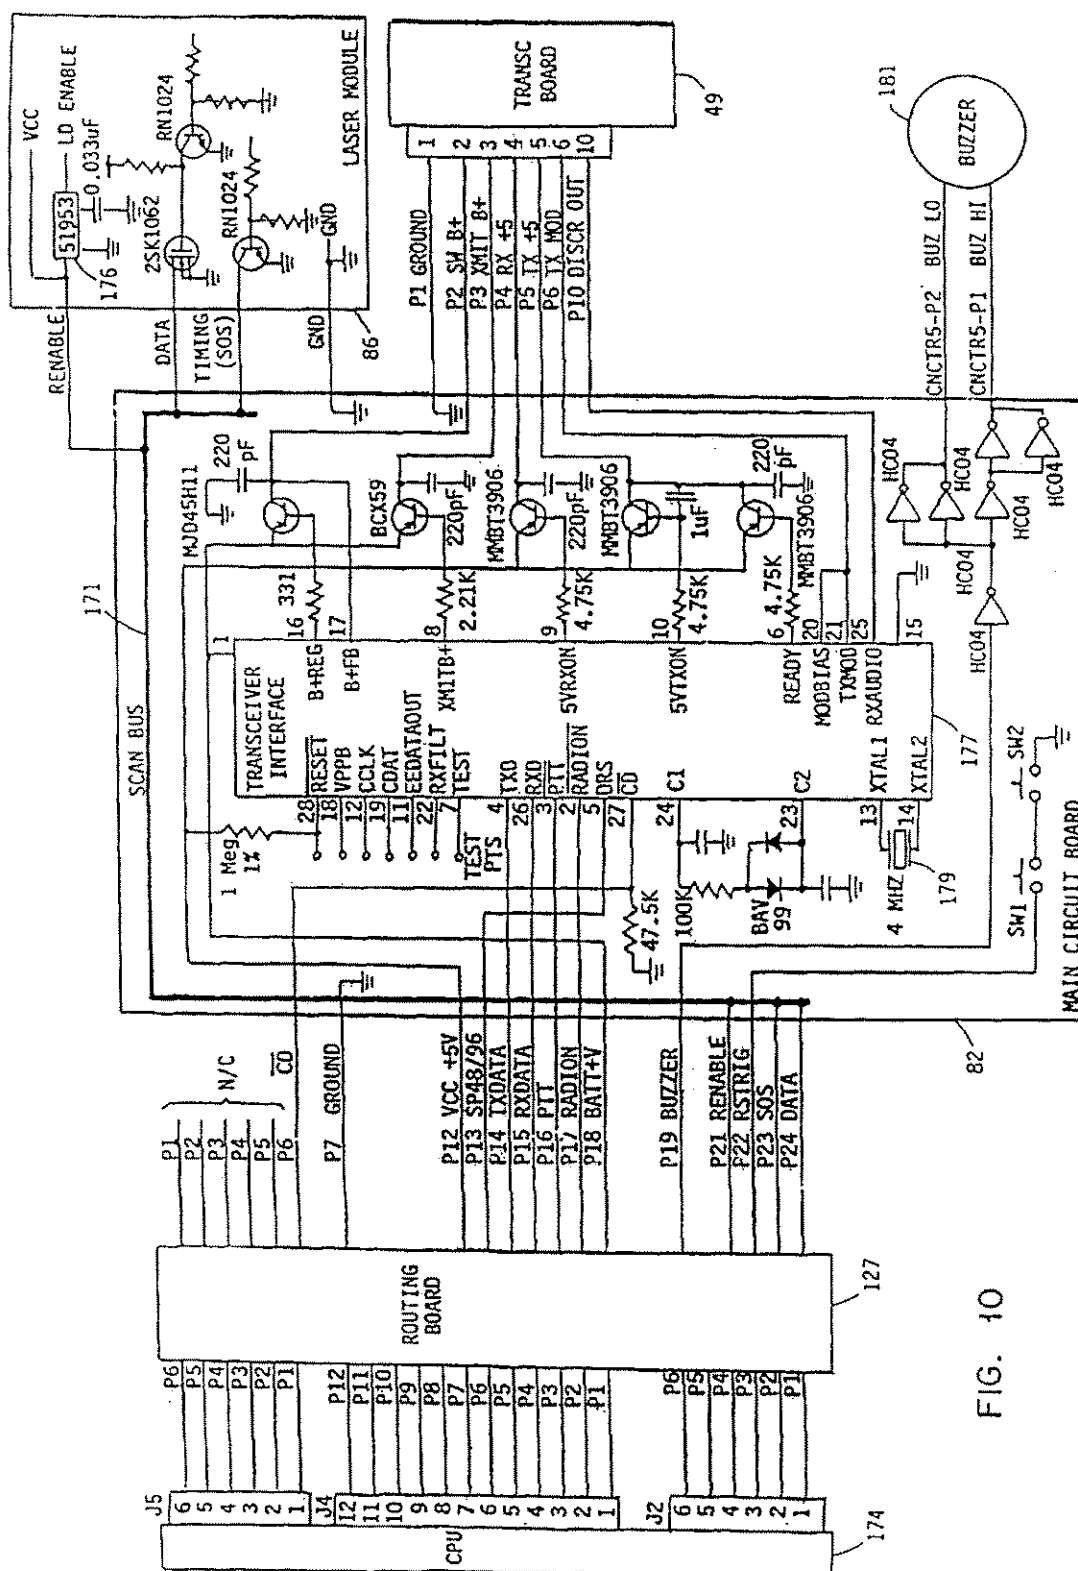 J5
6
5
4
3
2
1
J4
12
11
10
9
8
7
6
5
4
3
2
1
J2
6
5
4
3
2
1
CPU
174
P6
P5
P4
P3
P2
P1
P12
P11
P10
P9
P8
P7
P6
P5
P4
P3
P2
P1
P6
P5
P4
P3
P2
P1
ROUTING
BOARD
127
P1
P2
P3
P4
P5
P6
N/C
CD
P7 GROUND
P12 VCC +5V
P13 SP48/96
P14 TXDATA
P15 RXDATA
P16 PTT
P17 RADION
P18 BATT+V
P19 BUZZER
P21 RENABLE
P22 RSTRIG
P23 SOS
P24 DATA
82
MAIN CIRCUIT BOARD
SCAN BUS
171
1 Meg
1%
TRANSCEIVER
INTERFACE
28 RESET
18 VPPB
12 CCLK
19 CDAT
11 EEDATAOUT
22 RXFILT
7 TEST
TEST
PTS
4 TXD
26 RXD
3 PTT
2 RADION
5 DRS
27 CD
47.5K
24 C1
100K
BAV
99
23 C2
13 XTAL1
14 XTAL2
4 MHZ
179
177
1
B+REG 16
331
B+FB 17
XMITB+ 8
2.21K
5VRXON 9
4.75K
5VTXON 10
4.75K
READY 6
4.75K
MODBIAS 20
TXMOD 21
RXAUDIO 25
15
MJD45H11
220
pF
BCX59
220pF
MMBT3906
220pF
MMBT3906
1uF
MMBT3906
220
pF
SW1
SW2
HC04
HC04
HC04
HC04
HC04
HC04
CNCTR5-P2 BUZ LO
CNCTR5-P1 BUZ HI
BUZZER
181
RENABLE
DATA
TIMING
(SOS)
GND
86
VCC
51953
LD ENABLE
0.033uF
176
2SK1062
RN1024
RN1024
GND
LASER MODULE
P1 GROUND
P2 SW B+
P3 XMIT B+
P4 RX +5
P5 TX +5
P6 TX MOD
P10 DISCR OUT
1
2
3
4
5
6
10
TRANSC
BOARD
49
FIG. 10